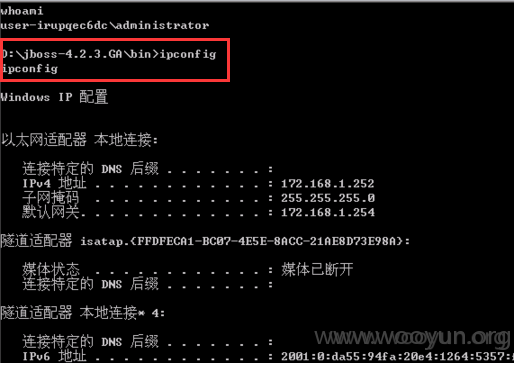 whoami
user-irupqec6dc\administrator
D:\jboss-4.2.3.GA\bin>ipconfig
ipconfig
Windows IP 配置
以太网适配器 本地连接:
连接特定的 DNS 后缀 . . . . . . . :
IPv4 地址 . . . . . . . . . . . . : 172.168.1.252
子网掩码 . . . . . . . . . . . . : 255.255.255.0
默认网关. . . . . . . . . . . . . : 172.168.1.254
隧道适配器 isatap.{FFDFECA1-BC07-4E5E-8ACC-21AE8D73E98A}:
媒体状态 . . . . . . . . . . . . : 媒体已断开
连接特定的 DNS 后缀 . . . . . . . :
隧道适配器 本地连接* 4:
连接特定的 DNS 后缀 . . . . . . . :
www.wooyun.org
IPv6 地址 . . . . . . . . . . . . : 2001:0:da55:94fa:20e4:1264:5357: